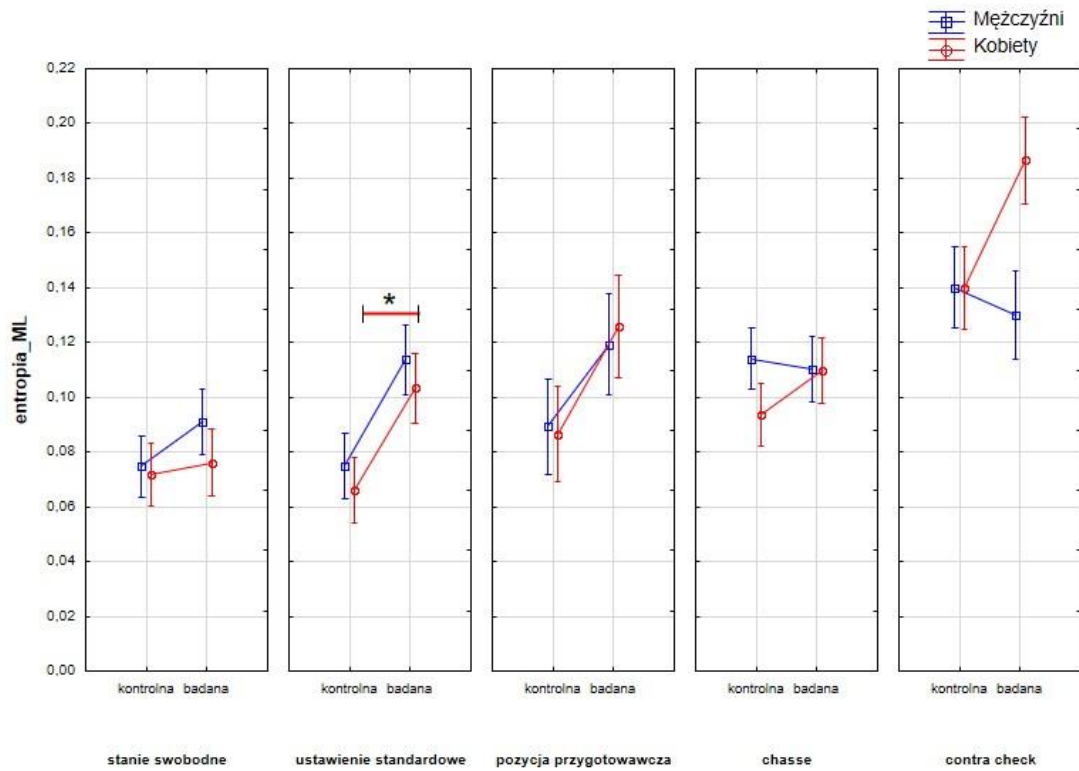 Mężczyźni
Kobiety
0,22
0,20
0,18
0,16
0,14
0,12
0,10
0,08
0,06
0,04
0,02
0,00
entropia_ML
*
kontrolna badana kontrolna badana kontrolna badana kontrolna badana kontrolna badana
stanie swobodne ustawienie standardowe pozycja przygotowawcza chasse contra check